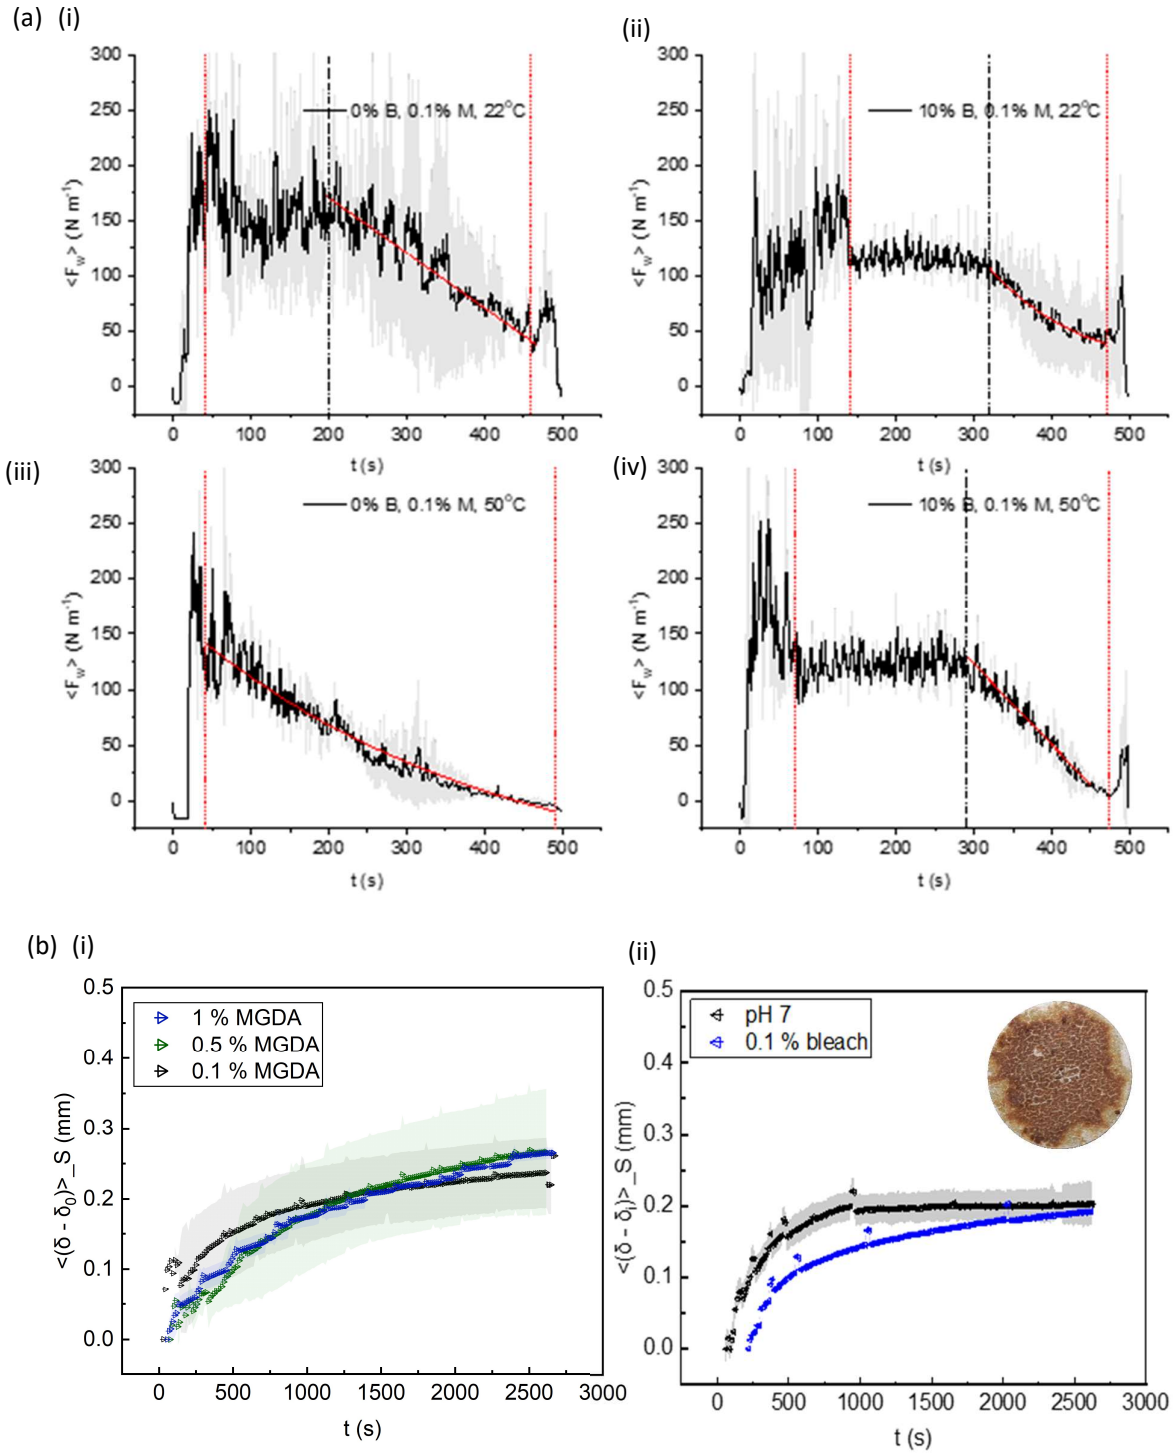 (a) (i)
(ii)
300
250
200
150
100
50
0
<F_w> (N m⁻¹)
0% B, 0.1% M, 22°C
0 100 200 300 400 500
t (s)
300
250
200
150
100
50
0
<F_w> (N m⁻¹)
10% B, 0.1% M, 22°C
0 100 200 300 400 500
t (s)
(iii)
(iv)
300
250
200
150
100
50
0
<F_w> (N m⁻¹)
0% B, 0.1% M, 50°C
0 100 200 300 400 500
t (s)
300
250
200
150
100
50
0
<F_w> (N m⁻¹)
10% B, 0.1% M, 50°C
0 100 200 300 400 500
t (s)
(b) (i)
(ii)
0.5
0.4
0.3
0.2
0.1
0.0
<(δ - δ₀)>_S (mm)
1 % MGDA
0.5 % MGDA
0.1 % MGDA
0 500 1000 1500 2000 2500 3000
t (s)
0.5
0.4
0.3
0.2
0.1
0.0
<(δ - δᵢ)>_S (mm)
pH 7
0.1 % bleach
0 500 1000 1500 2000 2500 3000
t (s)